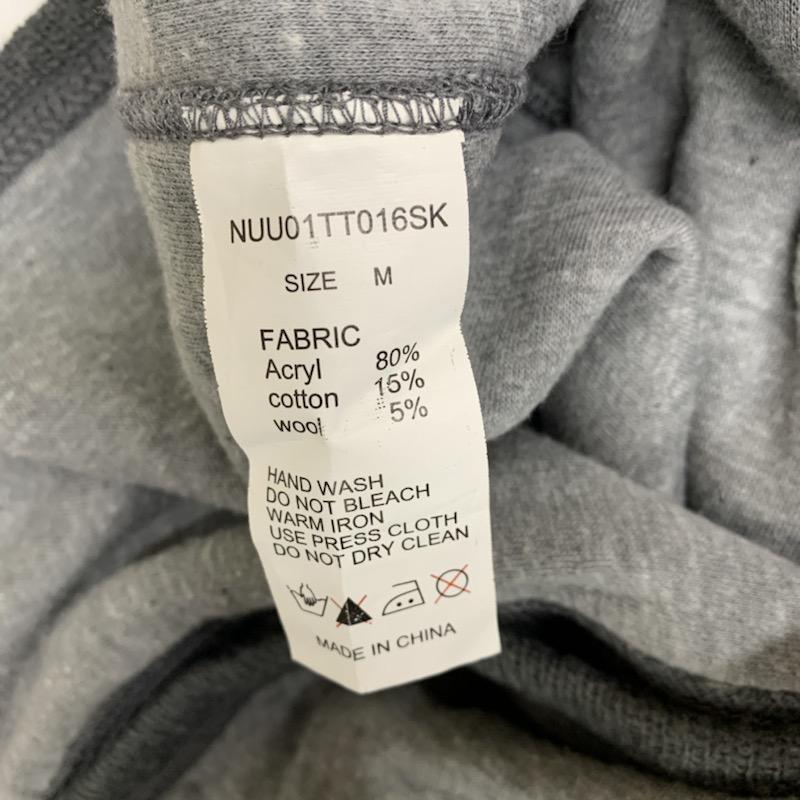 NUU01TT016SK
SIZE M
FABRIC
Acryl 80%
cotton 15%
wool 5%
HAND WASH
DO NOT BLEACH
WARM IRON
USE PRESS CLOTH
DO NOT DRY CLEAN
MADE IN CHINA